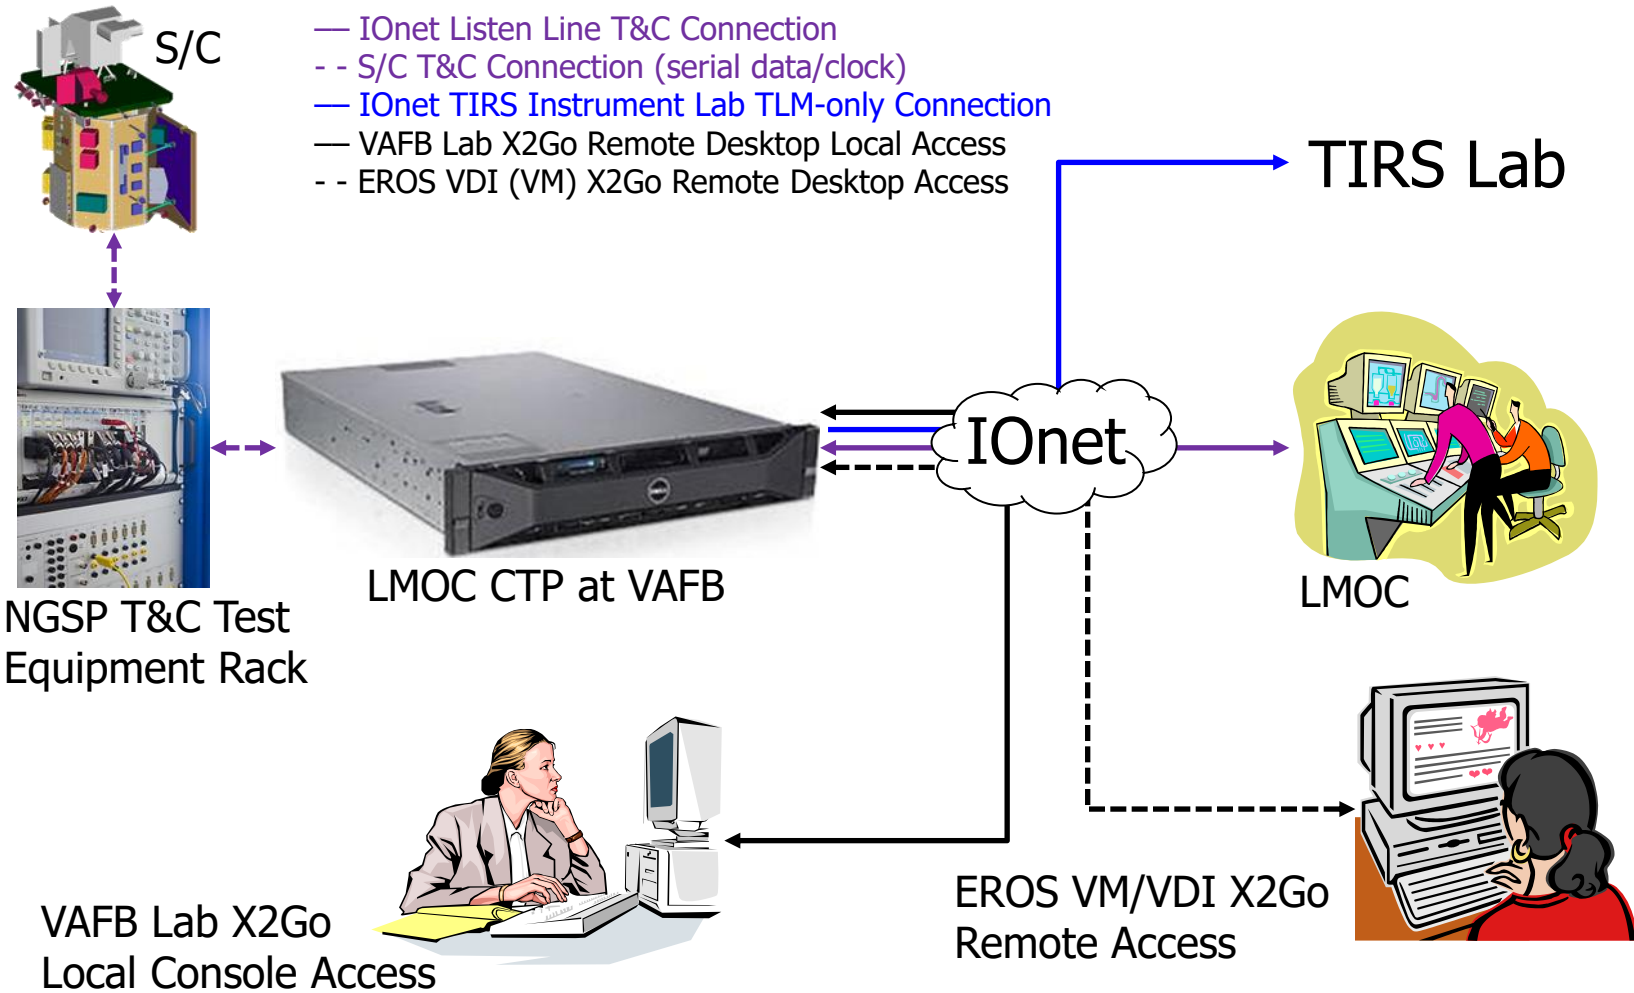 S/C
— IOnet Listen Line T&C Connection
- - S/C T&C Connection (serial data/clock)
— IOnet TIRS Instrument Lab TLM-only Connection
— VAFB Lab X2Go Remote Desktop Local Access
- - EROS VDI (VM) X2Go Remote Desktop Access
TIRS Lab
IOnet
LMOC CTP at VAFB
LMOC
NGSP T&C Test
Equipment Rack
VAFB Lab X2Go
Local Console Access
EROS VM/VDI X2Go
Remote Access